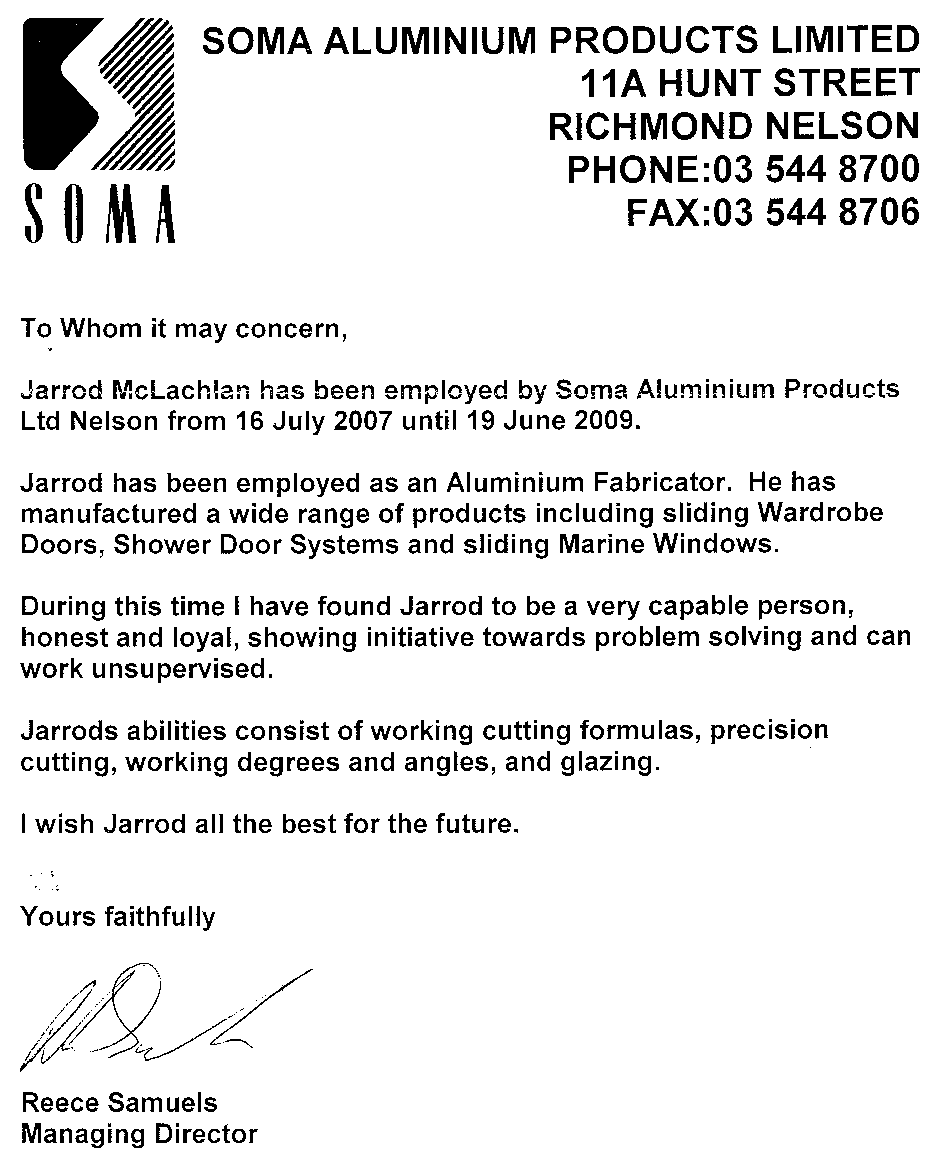 SOMA ALUMINIUM PRODUCTS LIMITED
11A HUNT STREET
RICHMOND NELSON
PHONE:03 544 8700
FAX:03 544 8706
SOMA
To Whom it may concern,
Jarrod McLachlan has been employed by Soma Aluminium Products
Ltd Nelson from 16 July 2007 until 19 June 2009.
Jarrod has been employed as an Aluminium Fabricator. He has
manufactured a wide range of products including sliding Wardrobe
Doors, Shower Door Systems and sliding Marine Windows.
During this time I have found Jarrod to be a very capable person,
honest and loyal, showing initiative towards problem solving and can
work unsupervised.
Jarrods abilities consist of working cutting formulas, precision
cutting, working degrees and angles, and glazing.
I wish Jarrod all the best for the future.
Yours faithfully
Reece Samuels
Managing Director